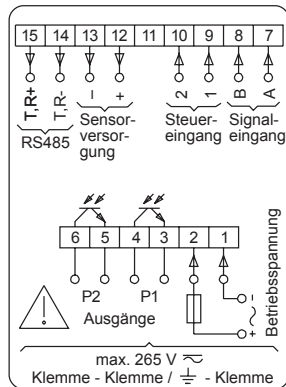 15 14 13 12 11 10 9 8 7
T,R+ T,R- – + 2 1 B A
RS485
Sensor-
versor-
gung
Steuer-
eingang
Signal-
eingang
6 5 4 3 2 1
P2 P1
Ausgänge
- +
Betriebsspannung
max. 265 V
Klemme - Klemme / - Klemme